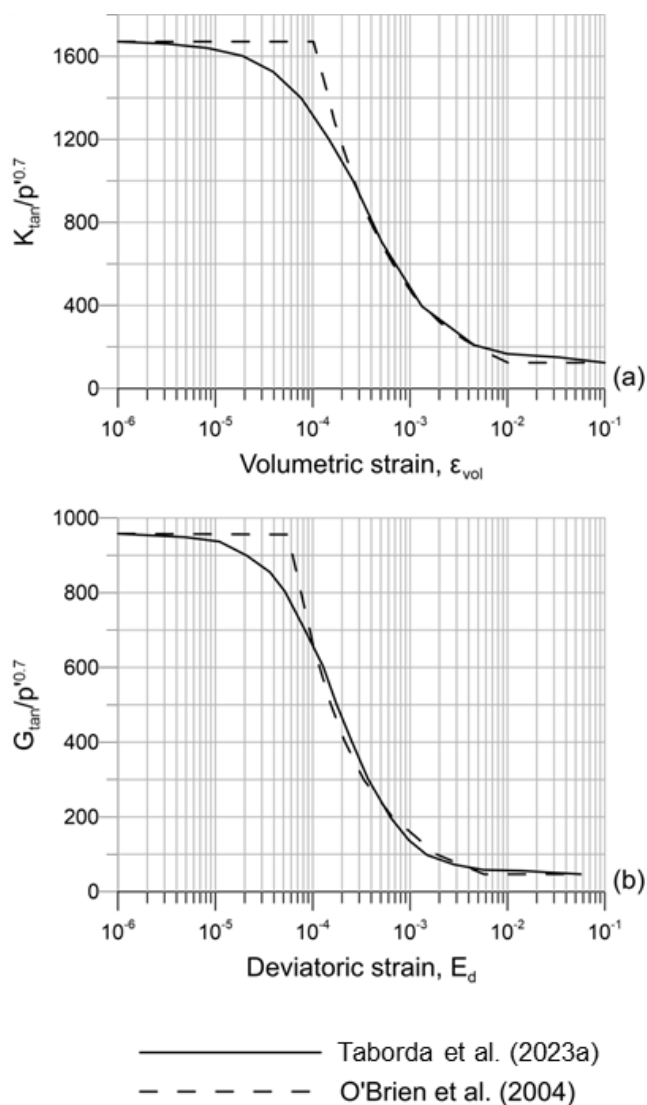 1600
1200
800
400
0
K_tan/p'^0.7
10^-6
10^-5
10^-4
10^-3
10^-2
10^-1
(a)
Volumetric strain, ε_vol
1000
800
600
400
200
0
G_tan/p'^0.7
10^-6
10^-5
10^-4
10^-3
10^-2
10^-1
(b)
Deviatoric strain, E_d
Taborda et al. (2023a)
O'Brien et al. (2004)